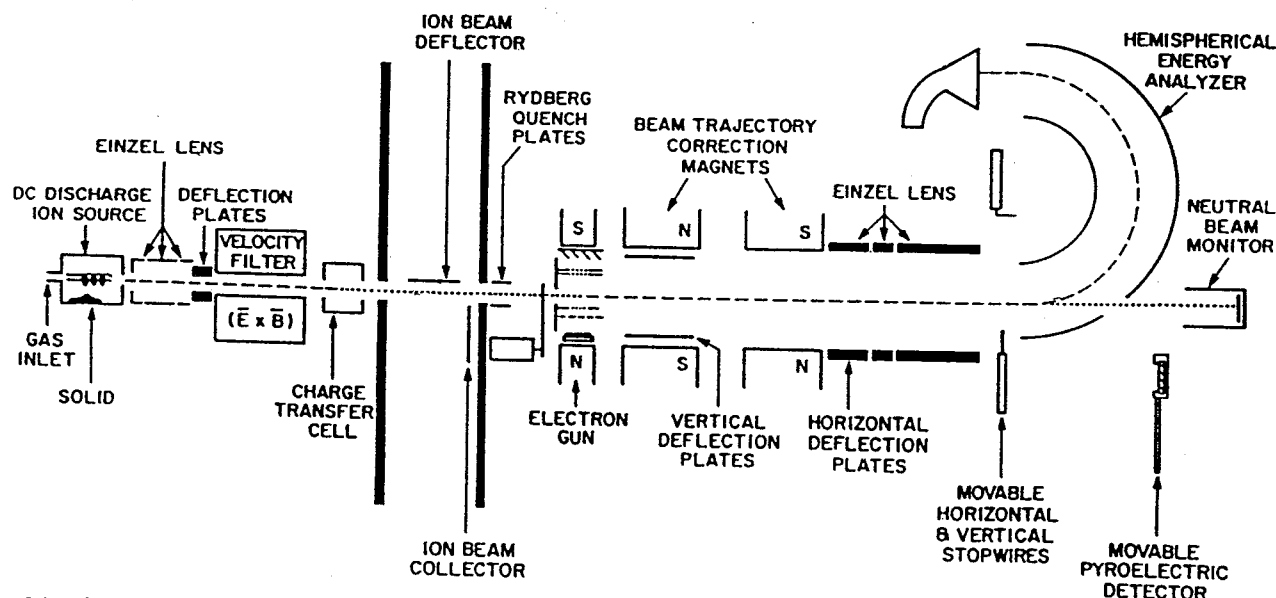 ION BEAM
DEFLECTOR
HEMISPHERICAL
ENERGY
ANALYZER
RYDBERG
QUENCH
PLATES
BEAM TRAJECTORY
CORRECTION
MAGNETS
EINZEL LENS
DC DISCHARGE
ION SOURCE
DEFLECTION
PLATES
EINZEL LENS
NEUTRAL
BEAM
MONITOR
VELOCITY
FILTER
S
N
S
(E̅ x B̅)
GAS
INLET
SOLID
CHARGE
TRANSFER
CELL
N
S
N
ELECTRON
GUN
VERTICAL
DEFLECTION
PLATES
HORIZONTAL
DEFLECTION
PLATES
MOVABLE
HORIZONTAL
& VERTICAL
STOPWIRES
ION BEAM
COLLECTOR
MOVABLE
PYROELECTRIC
DETECTOR